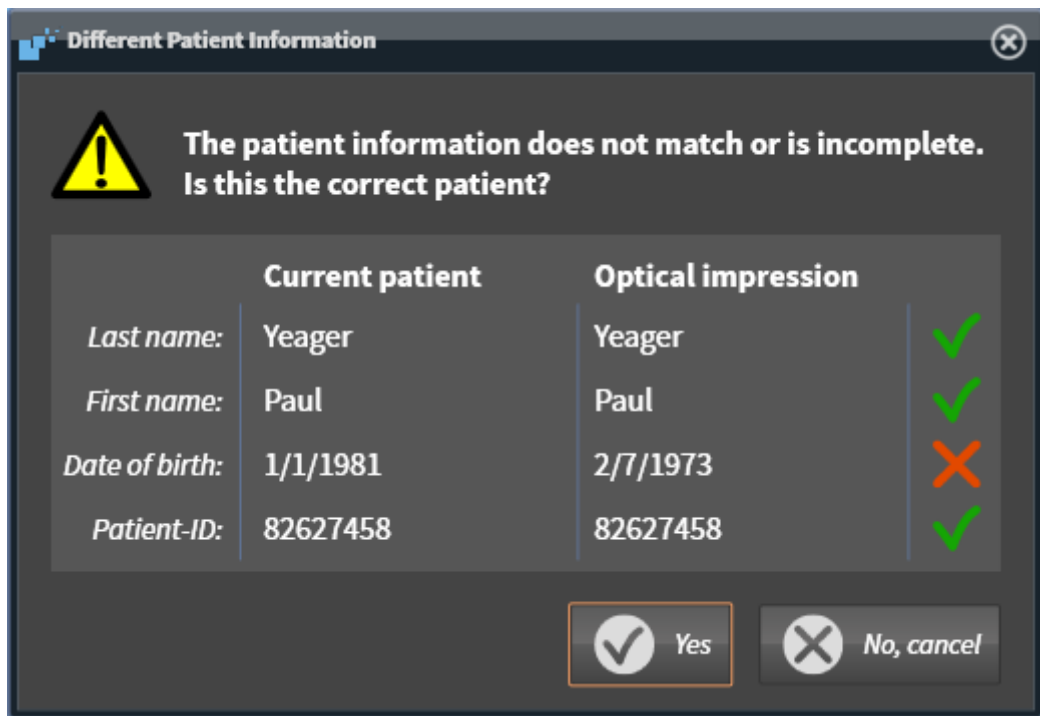 Different Patient Information
The patient information does not match or is incomplete.
Is this the correct patient?
Current patient Optical impression
Last name: Yeager Yeager
First name: Paul Paul
Date of birth: 1/1/1981 2/7/1973
Patient-ID: 82627458 82627458
Yes No, cancel